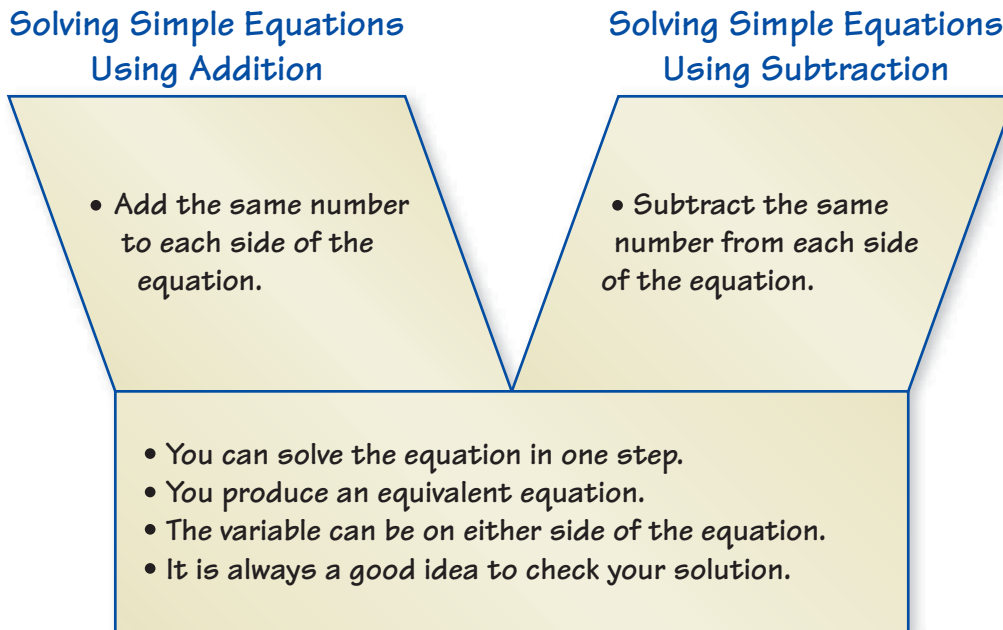 Solving Simple Equations
Using Addition
Solving Simple Equations
Using Subtraction
• Add the same number
to each side of the
equation.
• Subtract the same
number from each side
of the equation.
• You can solve the equation in one step.
• You produce an equivalent equation.
• The variable can be on either side of the equation.
• It is always a good idea to check your solution.